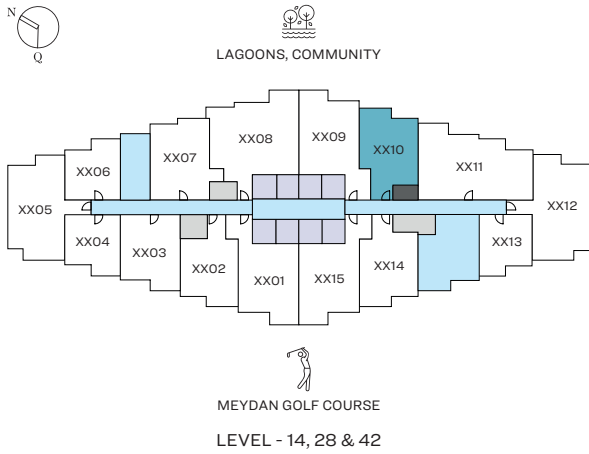 N
Q
LAGOONS, COMMUNITY
XX08
XX09
XX07
XX10
XX06
XX11
XX05
XX12
XX04
XX13
XX03
XX02
XX14
XX01
XX15
MEYDAN GOLF COURSE
LEVEL - 14, 28 & 42